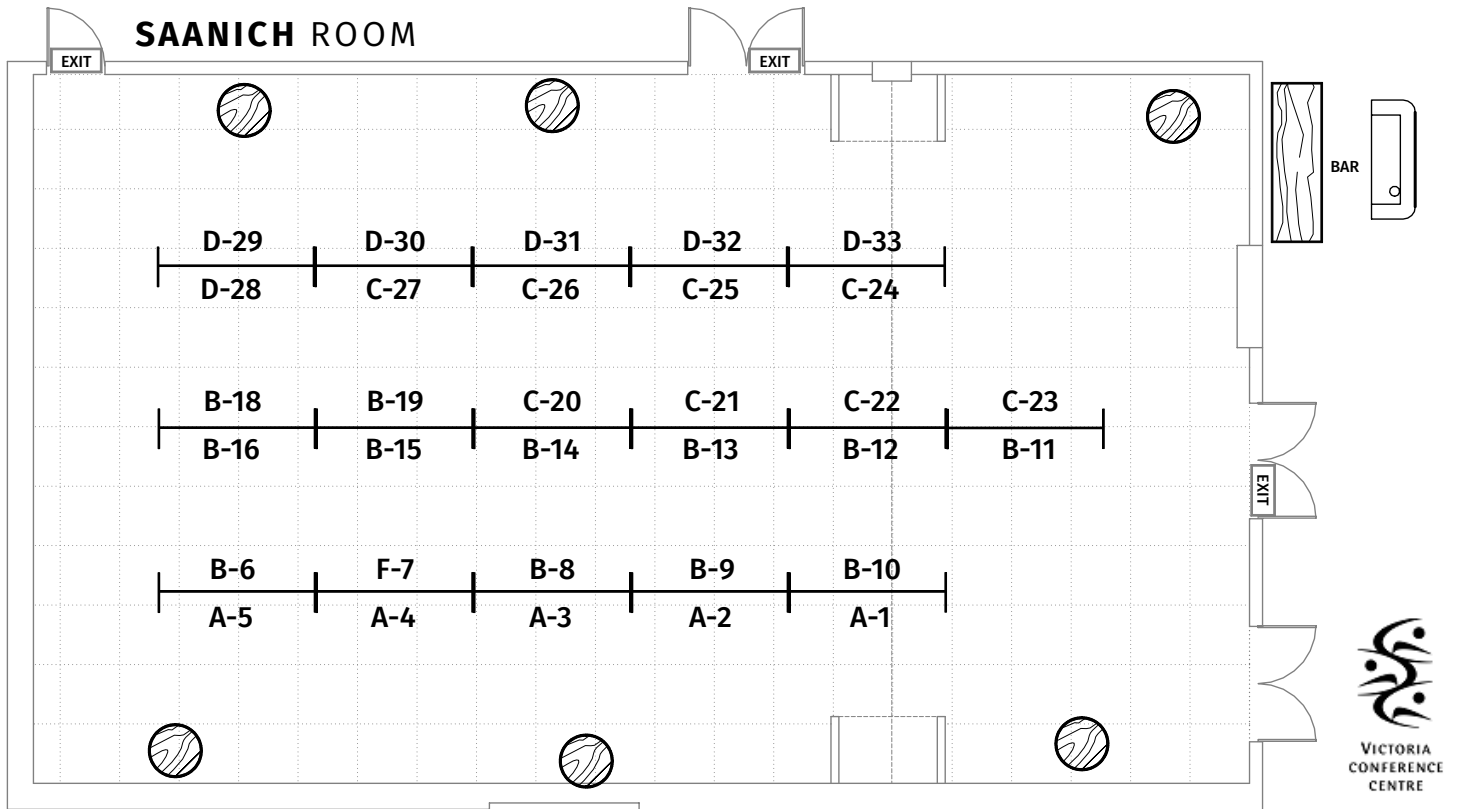 SAANICH ROOM
EXIT
EXIT
BAR
D-29 D-30 D-31 D-32 D-33
D-28 C-27 C-26 C-25 C-24
B-18 B-19 C-20 C-21 C-22 C-23
B-16 B-15 B-14 B-13 B-12 B-11
EXIT
B-6 F-7 B-8 B-9 B-10
A-5 A-4 A-3 A-2 A-1
VICTORIA
CONFERENCE
CENTRE